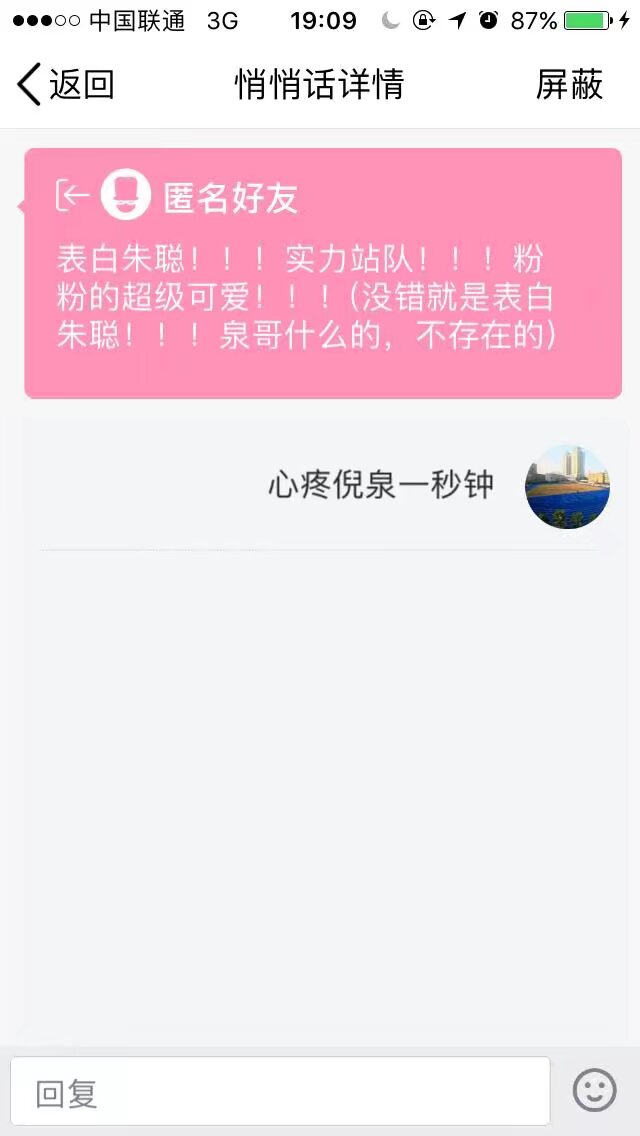 中国联通 3G 19:09 87%
返回 悄悄话详情 屏蔽
匿名好友
表白朱聪！！！实力站队！！！粉
粉的超级可爱！！！(没错就是表白
朱聪！！！泉哥什么的，不存在的)
心疼倪泉一秒钟
回复